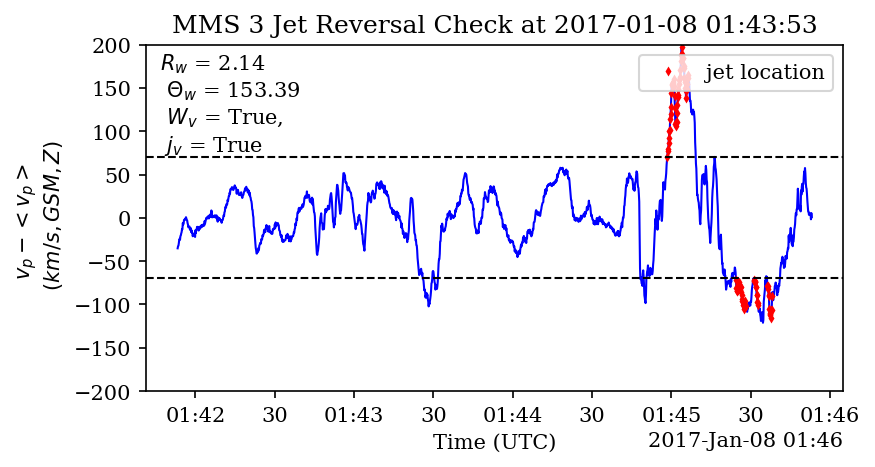 MMS 3 Jet Reversal Check at 2017-01-08 01:43:53
200
150
100
50
0
−50
−100
−150
−200
v_p − < v_p >
(km/s, GSM, Z)
R_w = 2.14
Θ_w = 153.39
W_v = True,
j_v = True
jet location
01:42 30 01:43 30 01:44 30 01:45 30 01:46
Time (UTC)
2017-Jan-08 01:46